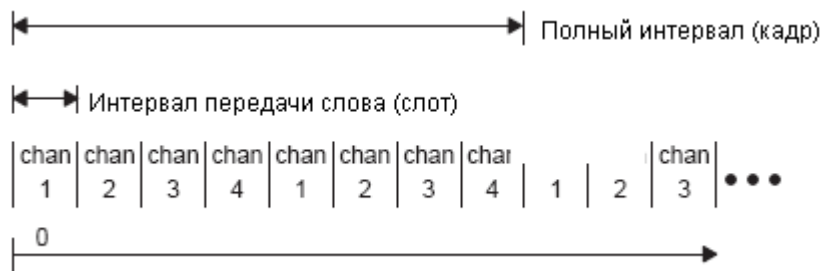 Полный интервал (кадр)
Интервал передачи слова (слот)
chan chan chan chan chan chan chan chan
1 2 3 4 1 2 3 4 1 2 3
0